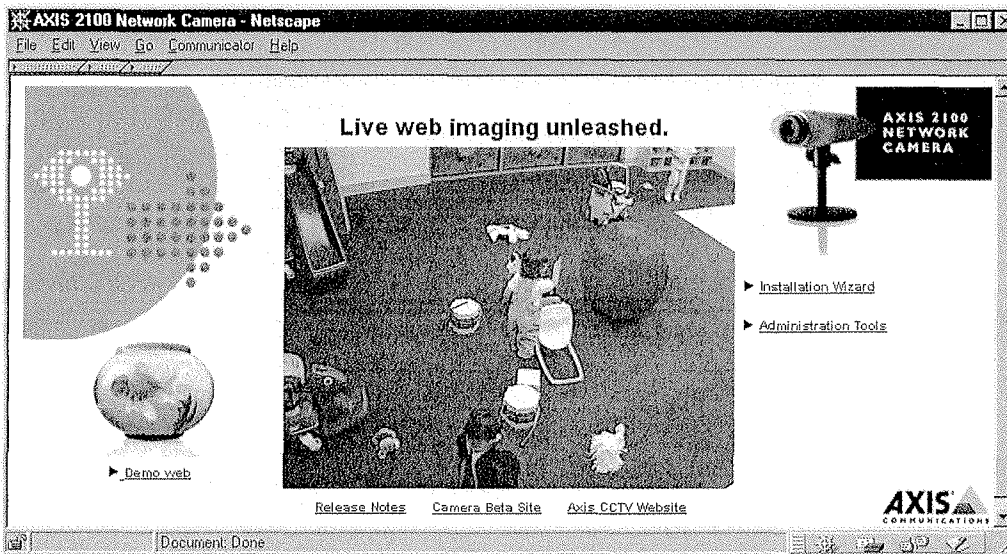 AXIS 2100 Network Camera - Netscape
File Edit View Go Communicator Help
Live web imaging unleashed.
AXIS 2100
NETWORK
CAMERA
Installation Wizard
Administration Tools
Demo web
Release Notes Camera Beta Site Axis CCTV Website
AXIS
COMMUNICATIONS
Document: Done